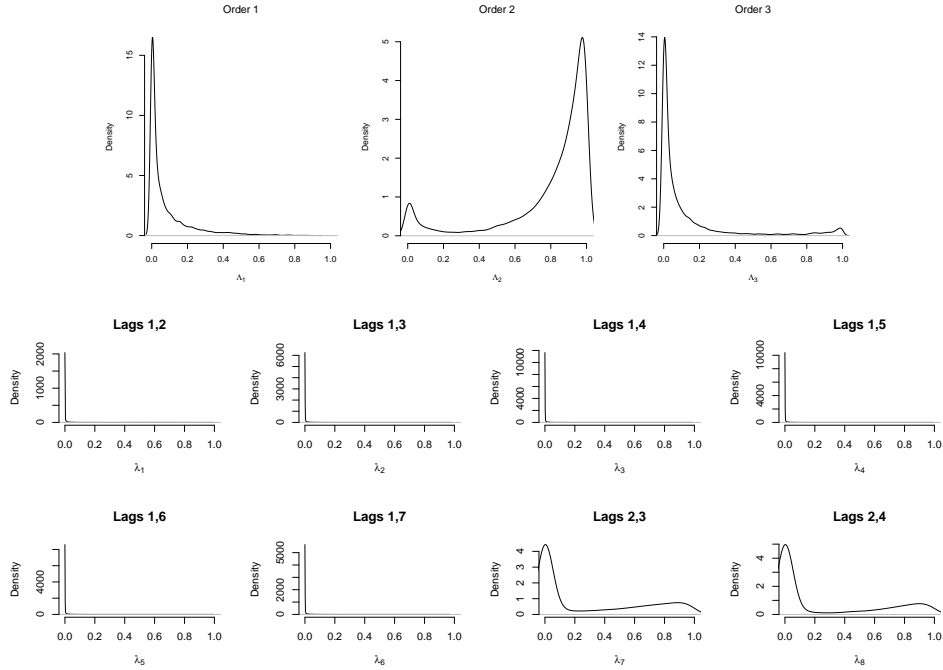 Order 1
Order 2
Order 3
Density
0 5 10 15
0.0 0.2 0.4 0.6 0.8 1.0
Λ1
Density
0 1 2 3 4 5
0.0 0.2 0.4 0.6 0.8 1.0
Λ2
Density
0 2 4 6 8 10 12 14
0.0 0.2 0.4 0.6 0.8 1.0
Λ3
Lags 1,2
Lags 1,3
Lags 1,4
Lags 1,5
Density
0 1000 2000
0.0 0.2 0.4 0.6 0.8 1.0
λ1
Density
0 3000 6000
0.0 0.2 0.4 0.6 0.8 1.0
λ2
Density
0 4000 10000
0.0 0.2 0.4 0.6 0.8 1.0
λ3
Density
0 4000 10000
0.0 0.2 0.4 0.6 0.8 1.0
λ4
Lags 1,6
Lags 1,7
Lags 2,3
Lags 2,4
Density
0 4000
0.0 0.2 0.4 0.6 0.8 1.0
λ5
Density
0 2000 5000
0.0 0.2 0.4 0.6 0.8 1.0
λ6
Density
0 1 2 3 4
0.0 0.2 0.4 0.6 0.8 1.0
λ7
Density
0 2 4
0.0 0.2 0.4 0.6 0.8 1.0
λ8